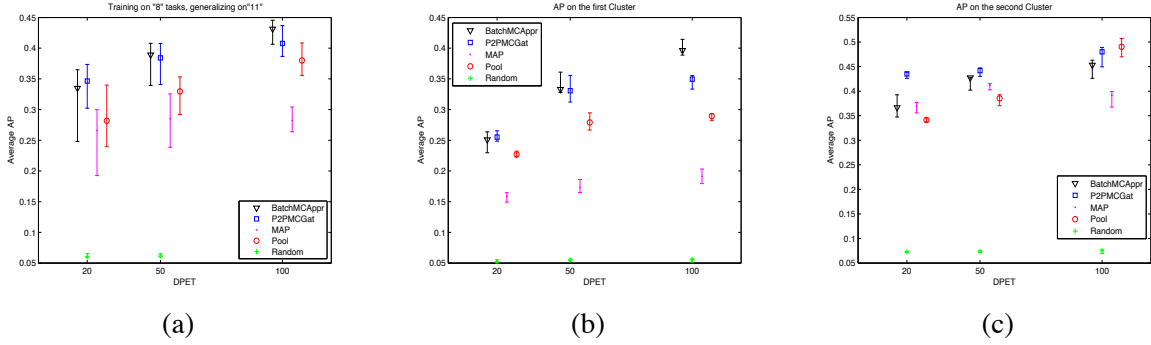 Training on "8" tasks, generalizing on"11"
0.45
0.4
0.35
0.3
0.25
0.2
0.15
0.1
0.05
Average AP
20
50
100
DPET
BatchMCAppr
P2PMCGat
MAP
Pool
Random
(a)
AP on the first Cluster
0.45
0.4
0.35
0.3
0.25
0.2
0.15
0.1
0.05
Average AP
20
50
100
DPET
BatchMCAppr
P2PMCGat
MAP
Pool
Random
(b)
AP on the second Cluster
0.55
0.5
0.45
0.4
0.35
0.3
0.25
0.2
0.15
0.1
0.05
Average AP
20
50
100
DPET
BatchMCAppr
P2PMCGat
MAP
Pool
Random
(c)